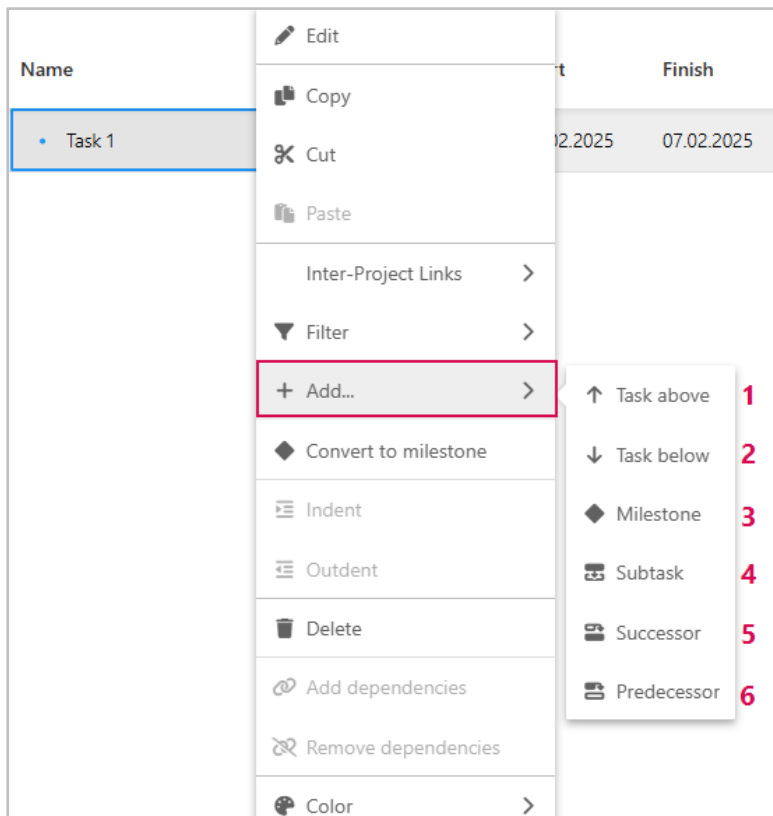 Edit
Name
rt
Finish
Copy
Task 1
02.2025
07.02.2025
Cut
Paste
Inter-Project Links
Filter
Add...
Task above 1
Convert to milestone
Task below 2
Indent
Milestone 3
Outdent
Subtask 4
Delete
Successor 5
Add dependencies
Predecessor 6
Remove dependencies
Color